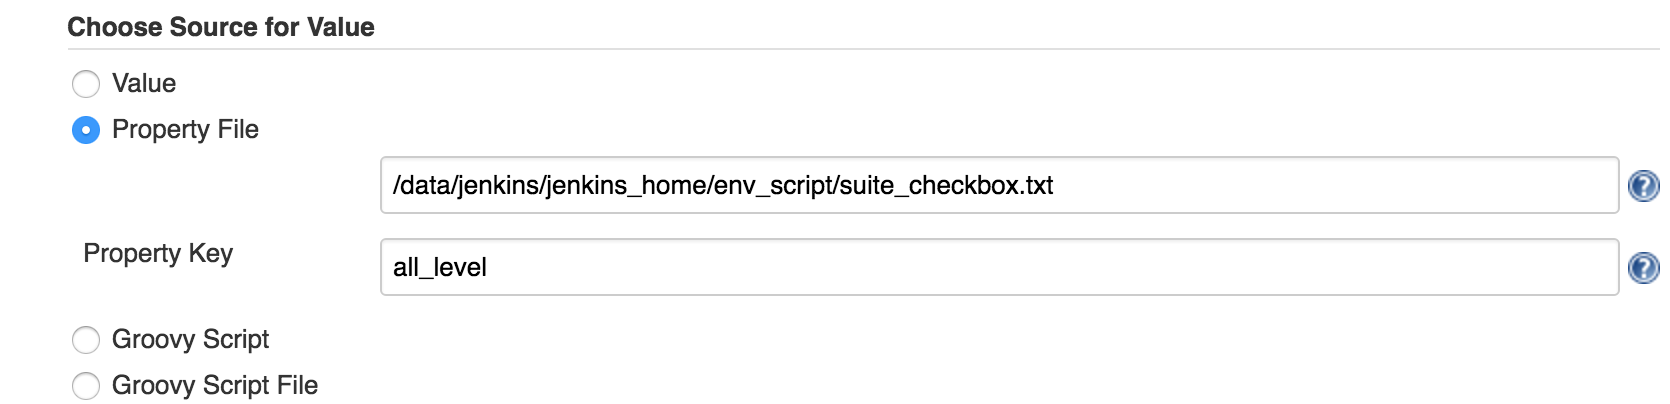 Choose Source for Value
Value
Property File
/data/jenkins/jenkins_home/env_script/suite_checkbox.txt
?
Property Key
all_level
?
Groovy Script
Groovy Script File